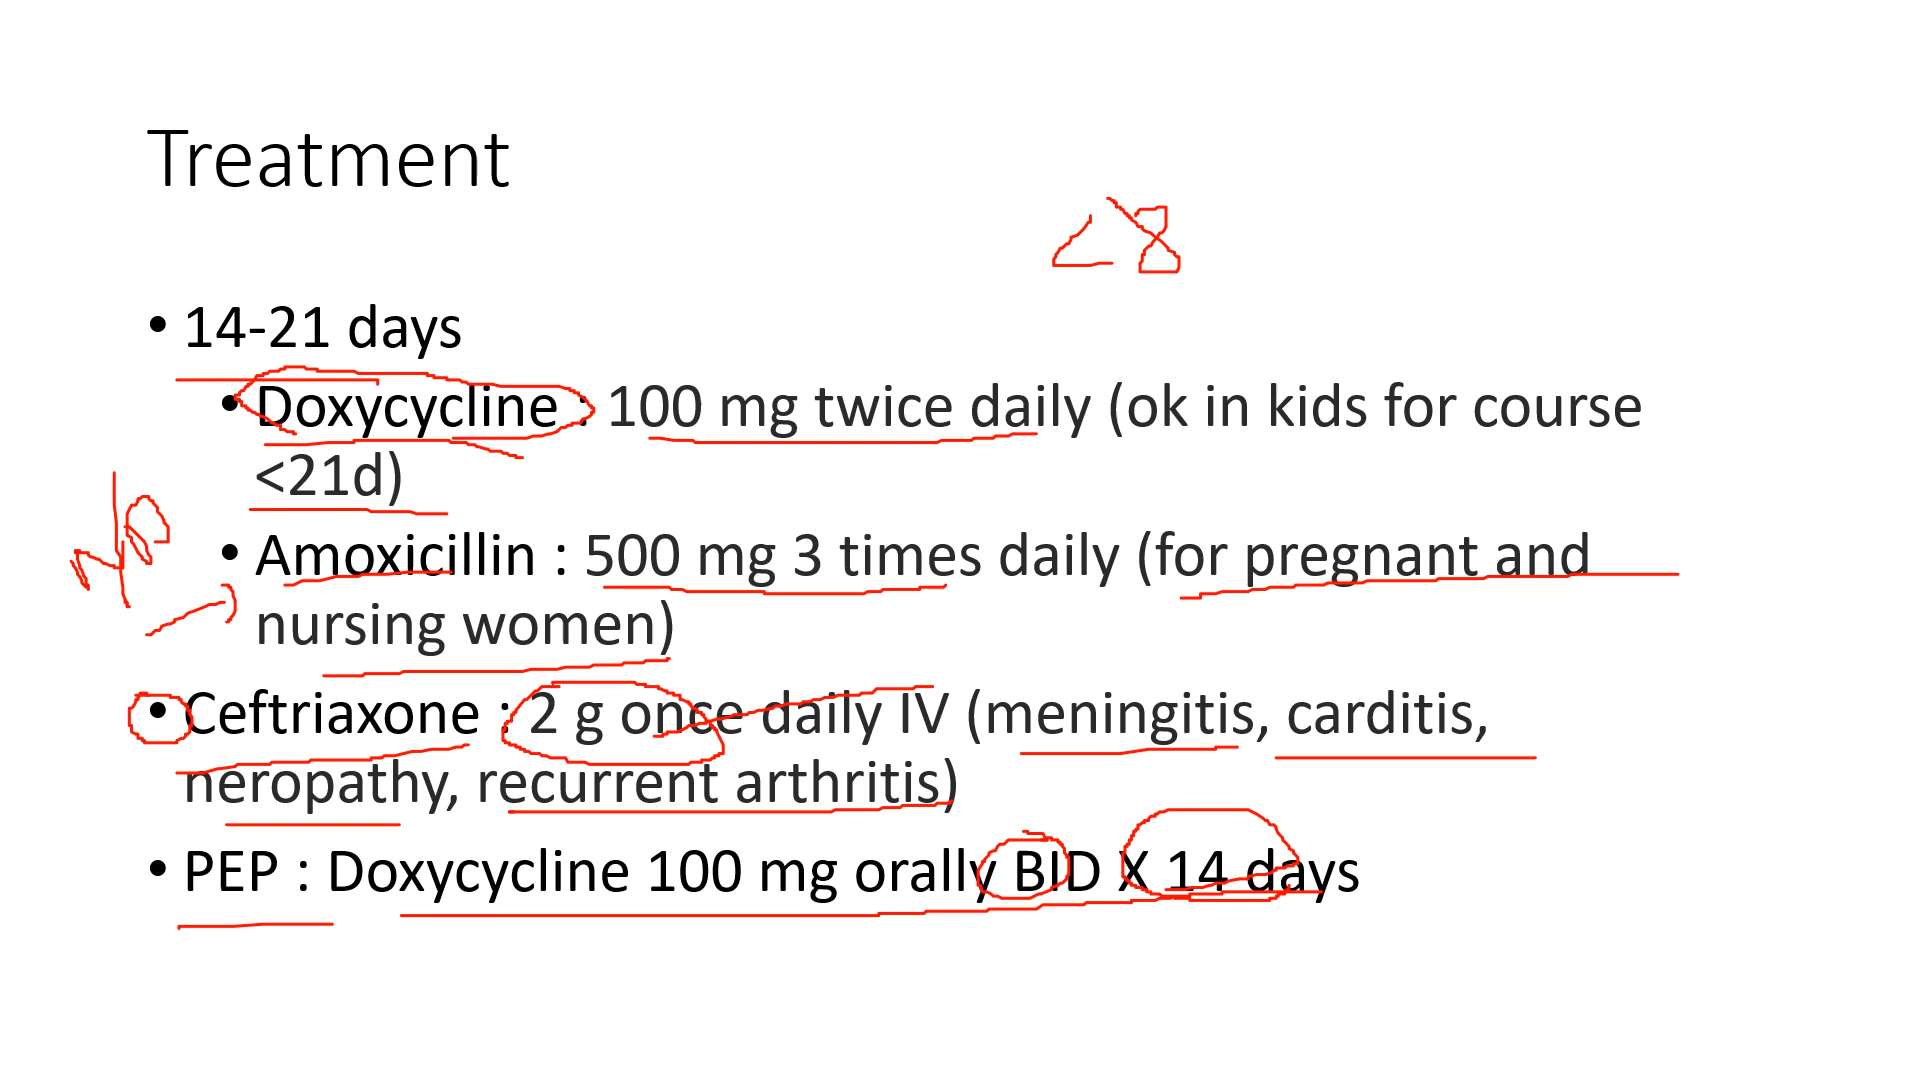 Treatment
<8
• 14-21 days
• Doxycycline : 100 mg twice daily (ok in kids for course
<21d)
• Amoxicillin : 500 mg 3 times daily (for pregnant and
nursing women)
• Ceftriaxone : 2 g once daily IV (meningitis, carditis,
neropathy, recurrent arthritis)
• PEP : Doxycycline 100 mg orally BID X 14 days